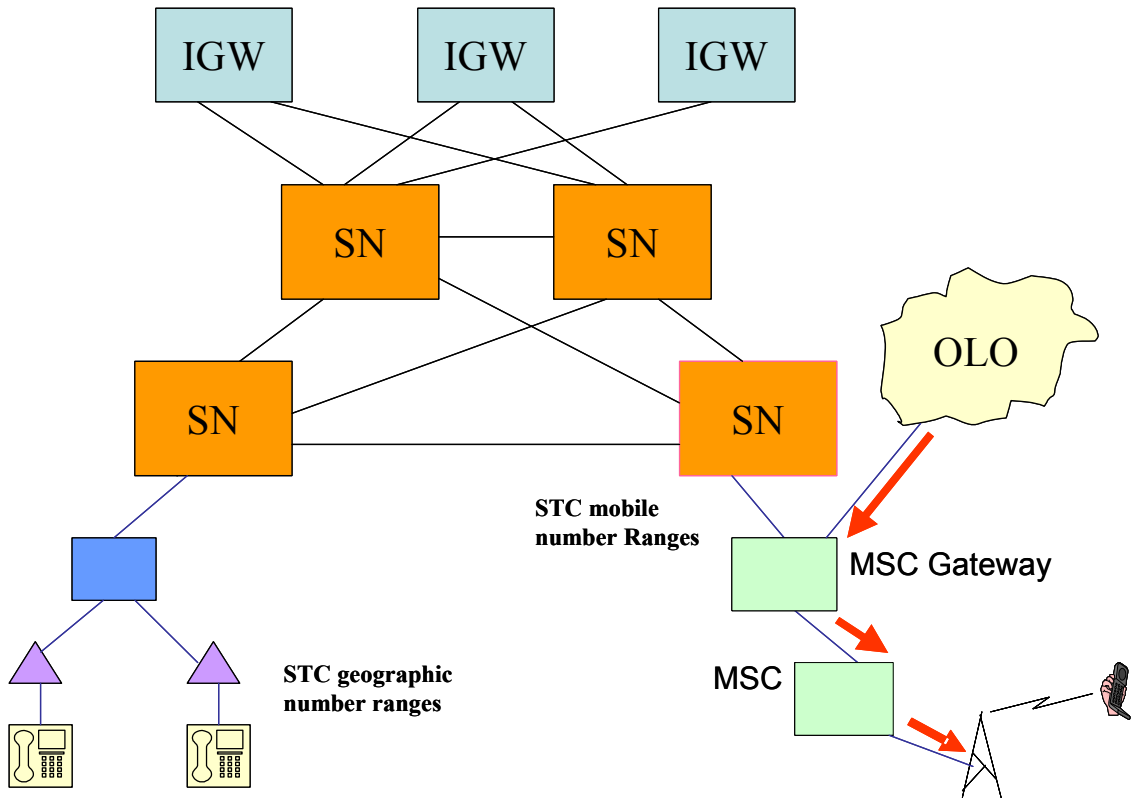 IGW
IGW
IGW
SN
SN
OLO
SN
SN
STC mobile
number Ranges
MSC Gateway
STC geographic
number ranges
MSC